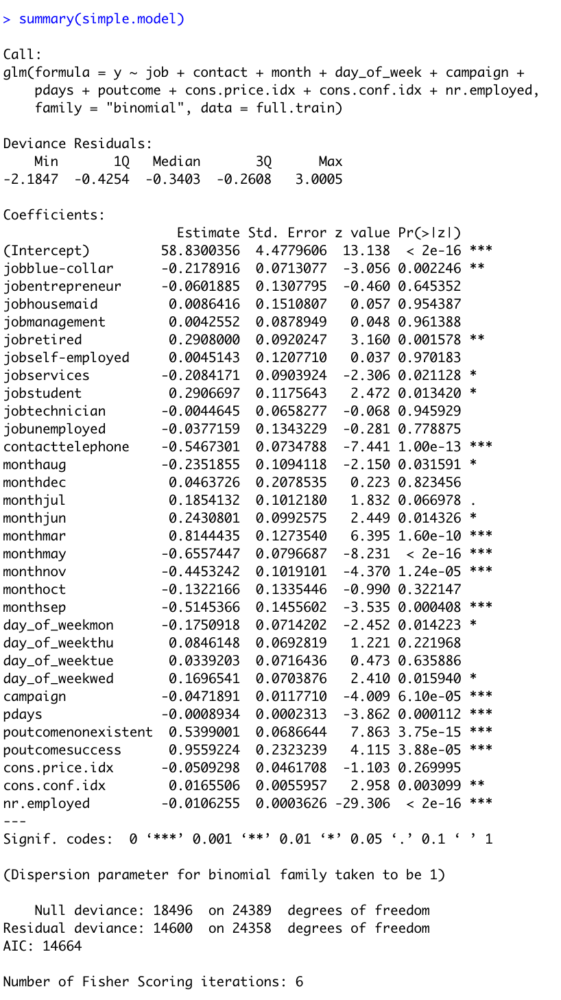 > summary(simple.model)
Call:
glm(formula = y ~ job + contact + month + day_of_week + campaign +
    pdays + poutcome + cons.price.idx + cons.conf.idx + nr.employed,
    family = "binomial", data = full.train)
Deviance Residuals:
    Min       1Q   Median       3Q      Max
-2.1847  -0.4254  -0.3403  -0.2608   3.0005
Coefficients:
                      Estimate Std. Error z value Pr(>|z|)
(Intercept)         58.8300356  4.4779606  13.138  < 2e-16 ***
jobblue-collar      -0.2178916  0.0713077  -3.056 0.002246 **
jobentrepreneur     -0.0601885  0.1307795  -0.460 0.645352
jobhousemaid         0.0086416  0.1510807   0.057 0.954387
jobmanagement        0.0042552  0.0878949   0.048 0.961388
jobretired           0.2908000  0.0920247   3.160 0.001578 **
jobself-employed     0.0045143  0.1207710   0.037 0.970183
jobservices         -0.2084171  0.0903924  -2.306 0.021128 *
jobstudent           0.2906697  0.1175643   2.472 0.013420 *
jobtechnician       -0.0044645  0.0658277  -0.068 0.945929
jobunemployed       -0.0377159  0.1343229  -0.281 0.778875
contacttelephone    -0.5467301  0.0734788  -7.441 1.00e-13 ***
monthaug            -0.2351855  0.1094118  -2.150 0.031591 *
monthdec             0.0463726  0.2078535   0.223 0.823456
monthjul             0.1854132  0.1012180   1.832 0.066978 .
monthjun             0.2430801  0.0992575   2.449 0.014326 *
monthmar             0.8144435  0.1273540   6.395 1.60e-10 ***
monthmay            -0.6557447  0.0796687  -8.231  < 2e-16 ***
monthnov            -0.4453242  0.1019101  -4.370 1.24e-05 ***
monthoct            -0.1322166  0.1335446  -0.990 0.322147
monthsep            -0.5145366  0.1455602  -3.535 0.000408 ***
day_of_weekmon      -0.1750918  0.0714202  -2.452 0.014223 *
day_of_weekthu       0.0846148  0.0692819   1.221 0.221968
day_of_weektue       0.0339203  0.0716436   0.473 0.635886
day_of_weekwed       0.1696541  0.0703876   2.410 0.015940 *
campaign            -0.0471891  0.0117710  -4.009 6.10e-05 ***
pdays               -0.0008934  0.0002313  -3.862 0.000112 ***
poutcomenonexistent  0.5399001  0.0686644   7.863 3.75e-15 ***
poutcomesuccess      0.9559224  0.2323239   4.115 3.88e-05 ***
cons.price.idx      -0.0509298  0.0461708  -1.103 0.269995
cons.conf.idx        0.0165506  0.0055957   2.958 0.003099 **
nr.employed         -0.0106255  0.0003626 -29.306  < 2e-16 ***
---
Signif. codes:  0 ‘***’ 0.001 ‘**’ 0.01 ‘*’ 0.05 ‘.’ 0.1 ‘ ’ 1
(Dispersion parameter for binomial family taken to be 1)
    Null deviance: 18496  on 24389  degrees of freedom
Residual deviance: 14600  on 24358  degrees of freedom
AIC: 14664
Number of Fisher Scoring iterations: 6